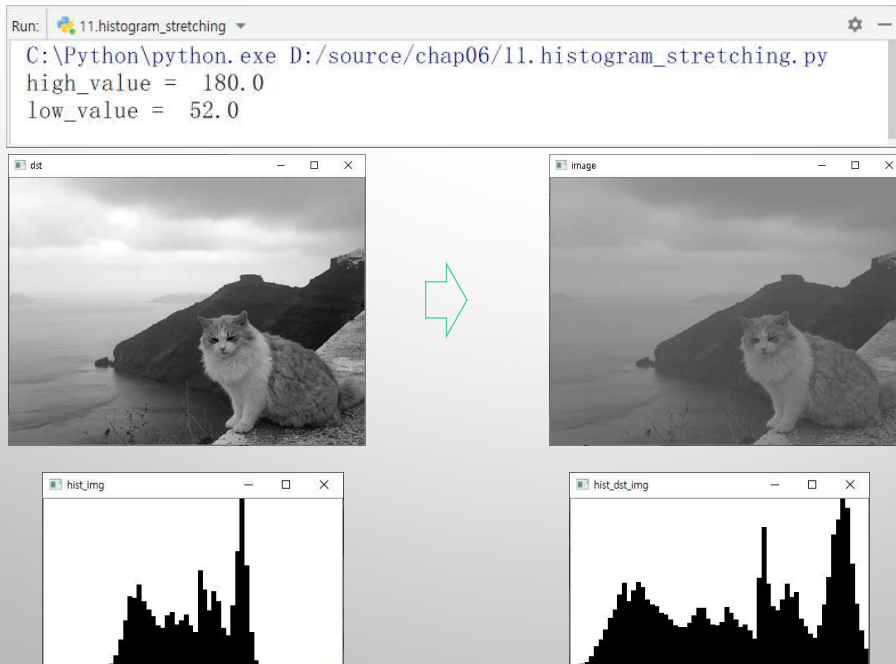 Run: 11.histogram_stretching
C:\Python\python.exe D:/source/chap06/11.histogram_stretching.py
high_value =  180.0
low_value =  52.0
dst
image
hist_img
hist_dst_img